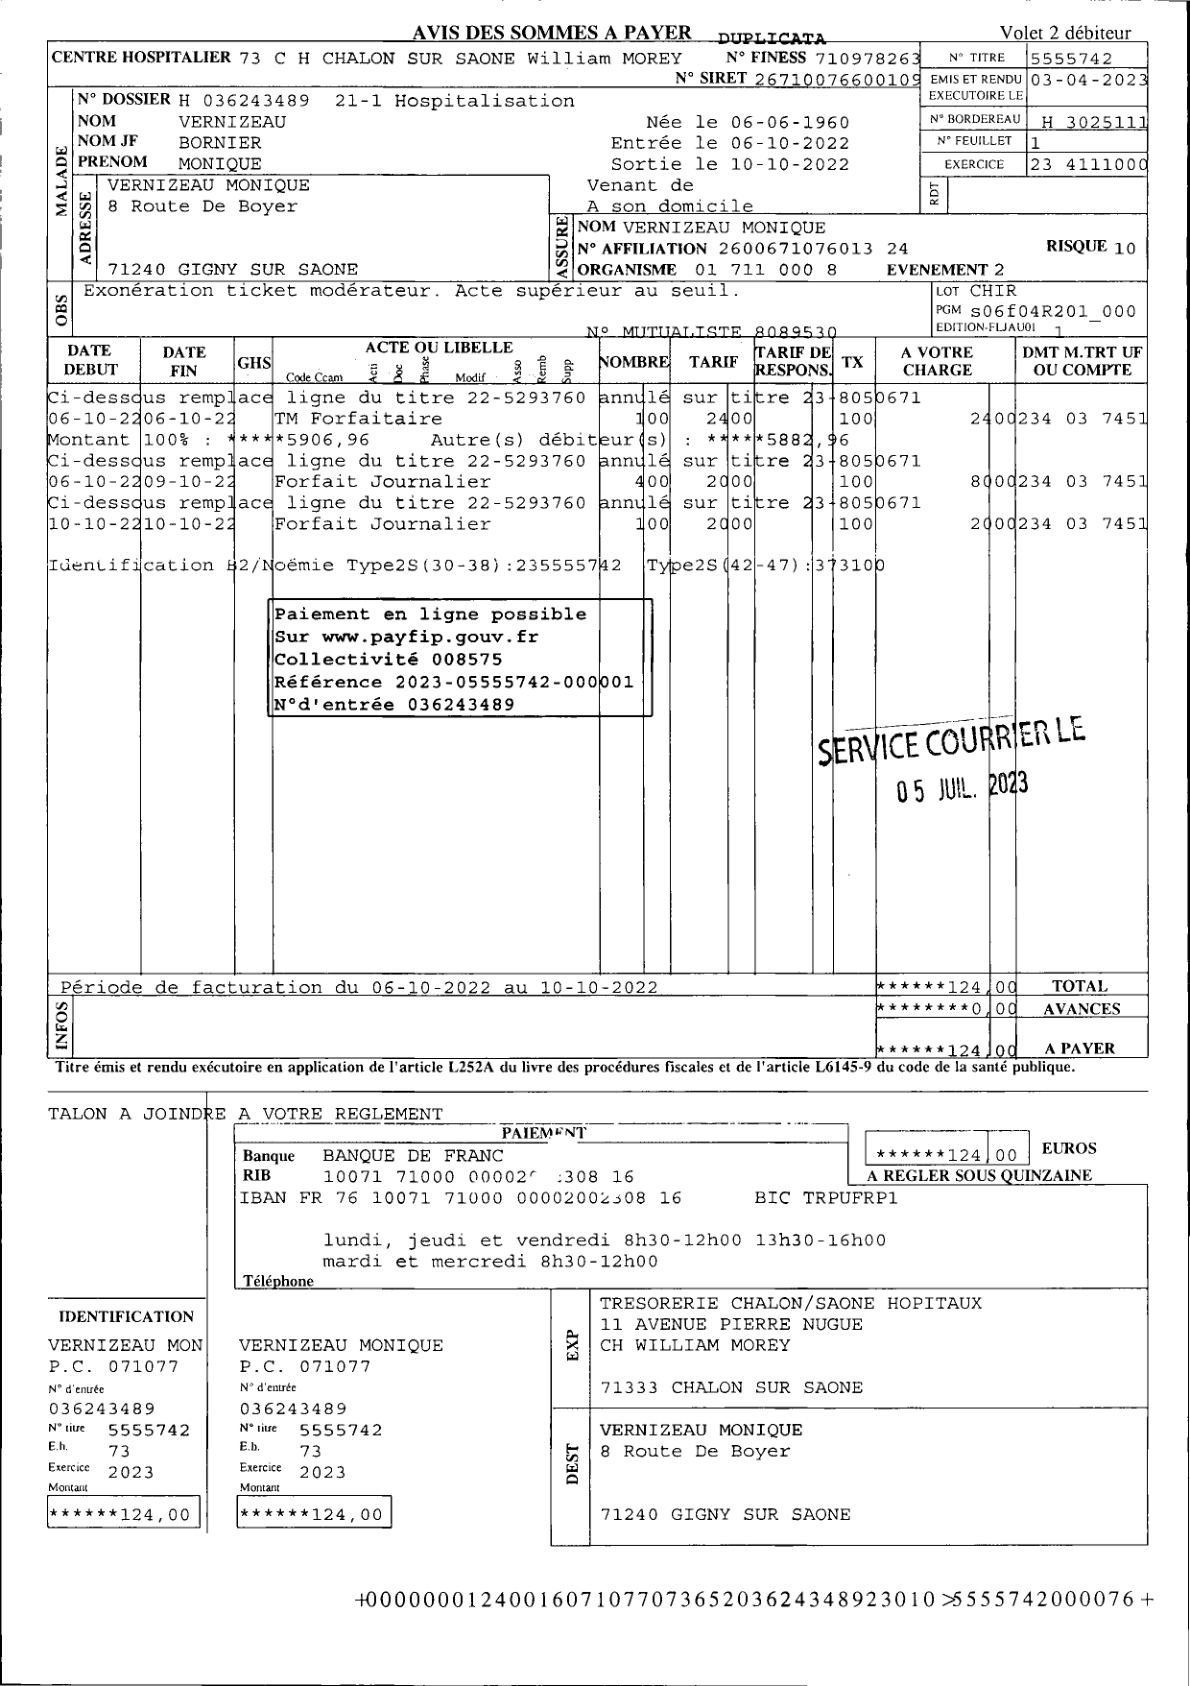 AVIS DES SOMMES A PAYER DUPLICATA Volet 2 débiteur
CENTRE HOSPITALIER 73 C H CHALON SUR SAONE William MOREY N° FINESS 710978263 N° TITRE 5555742
N° SIRET 26710076600109 EMIS ET RENDU EXECUTOIRE LE 03-04-2023
N° DOSSIER H 036243489 21-1 Hospitalisation
NOM VERNIZEAU Née le 06-06-1960 N° BORDEREAU H 3025111
NOM JF BORNIER Entrée le 06-10-2022 N° FEUILLET 1
PRENOM MONIQUE Sortie le 10-10-2022 EXERCICE 23 4111000
MALADE
ADRESSE
VERNIZEAU MONIQUE Venant de RDT
8 Route De Boyer A son domicile
71240 GIGNY SUR SAONE
ASSURE
NOM VERNIZEAU MONIQUE
N° AFFILIATION 2600671076013 24 RISQUE 10
ORGANISME 01 711 000 8 EVENEMENT 2
OBS
Exonération ticket modérateur. Acte supérieur au seuil. LOT CHIR
PGM s06f04R201_000
N° MUTUALISTE 8089530 EDITION-FLJAU01 1
DATE DEBUT DATE FIN GHS ACTE OU LIBELLE NOMBRE TARIF TARIF DE RESPONS. TX A VOTRE CHARGE DMT M.TRT UF OU COMPTE
Code Ccam Acti Doc Phase Modif Asso Remb Supp
Ci-dessous remplace ligne du titre 22-5293760 annulé sur titre 23-8050671
06-10-22 06-10-22 TM Forfaitaire 1 00 24 00 100 24 00 234 03 7451
Montant 100% : *****5906,96 Autre(s) débiteur(s) : *****5882,96
Ci-dessous remplace ligne du titre 22-5293760 annulé sur titre 23-8050671
06-10-22 09-10-22 Forfait Journalier 4 00 20 00 100 80 00 234 03 7451
Ci-dessous remplace ligne du titre 22-5293760 annulé sur titre 23-8050671
10-10-22 10-10-22 Forfait Journalier 1 00 20 00 100 20 00 234 03 7451
Identification B2/Noémie Type2S(30-38):235555742 Type2S(42-47):373100
Paiement en ligne possible
Sur www.payfip.gouv.fr
Collectivité 008575
Référence 2023-05555742-000001
N°d'entrée 036243489
SERVICE COURRIER LE
05 JUIL. 2023
Période de facturation du 06-10-2022 au 10-10-2022 ******124,00 TOTAL
INFOS
********0,00 AVANCES
******124,00 A PAYER
Titre émis et rendu exécutoire en application de l'article L252A du livre des procédures fiscales et de l'article L6145-9 du code de la santé publique.
TALON A JOINDRE A VOTRE REGLEMENT
PAIEMENT
Banque BANQUE DE FRANC ******124,00 EUROS
RIB 10071 71000 308 16 A REGLER SOUS QUINZAINE
IBAN FR 76 10071 71000 00002002308 16 BIC TRPUFRP1
lundi, jeudi et vendredi 8h30-12h00 13h30-16h00
mardi et mercredi 8h30-12h00
Téléphone
IDENTIFICATION
VERNIZEAU MON
P.C. 071077
N° d'entrée
036243489
N° titre 5555742
E.h. 73
Exercice 2023
Montant
******124,00
VERNIZEAU MONIQUE
P.C. 071077
N° d'entrée
036243489
N° titre 5555742
E.h. 73
Exercice 2023
Montant
******124,00
EXP
TRESORERIE CHALON/SAONE HOPITAUX
11 AVENUE PIERRE NUGUE
CH WILLIAM MOREY
71333 CHALON SUR SAONE
DEST
VERNIZEAU MONIQUE
8 Route De Boyer
71240 GIGNY SUR SAONE
+000000012400160710770736520362434892​3010>5555742000076+